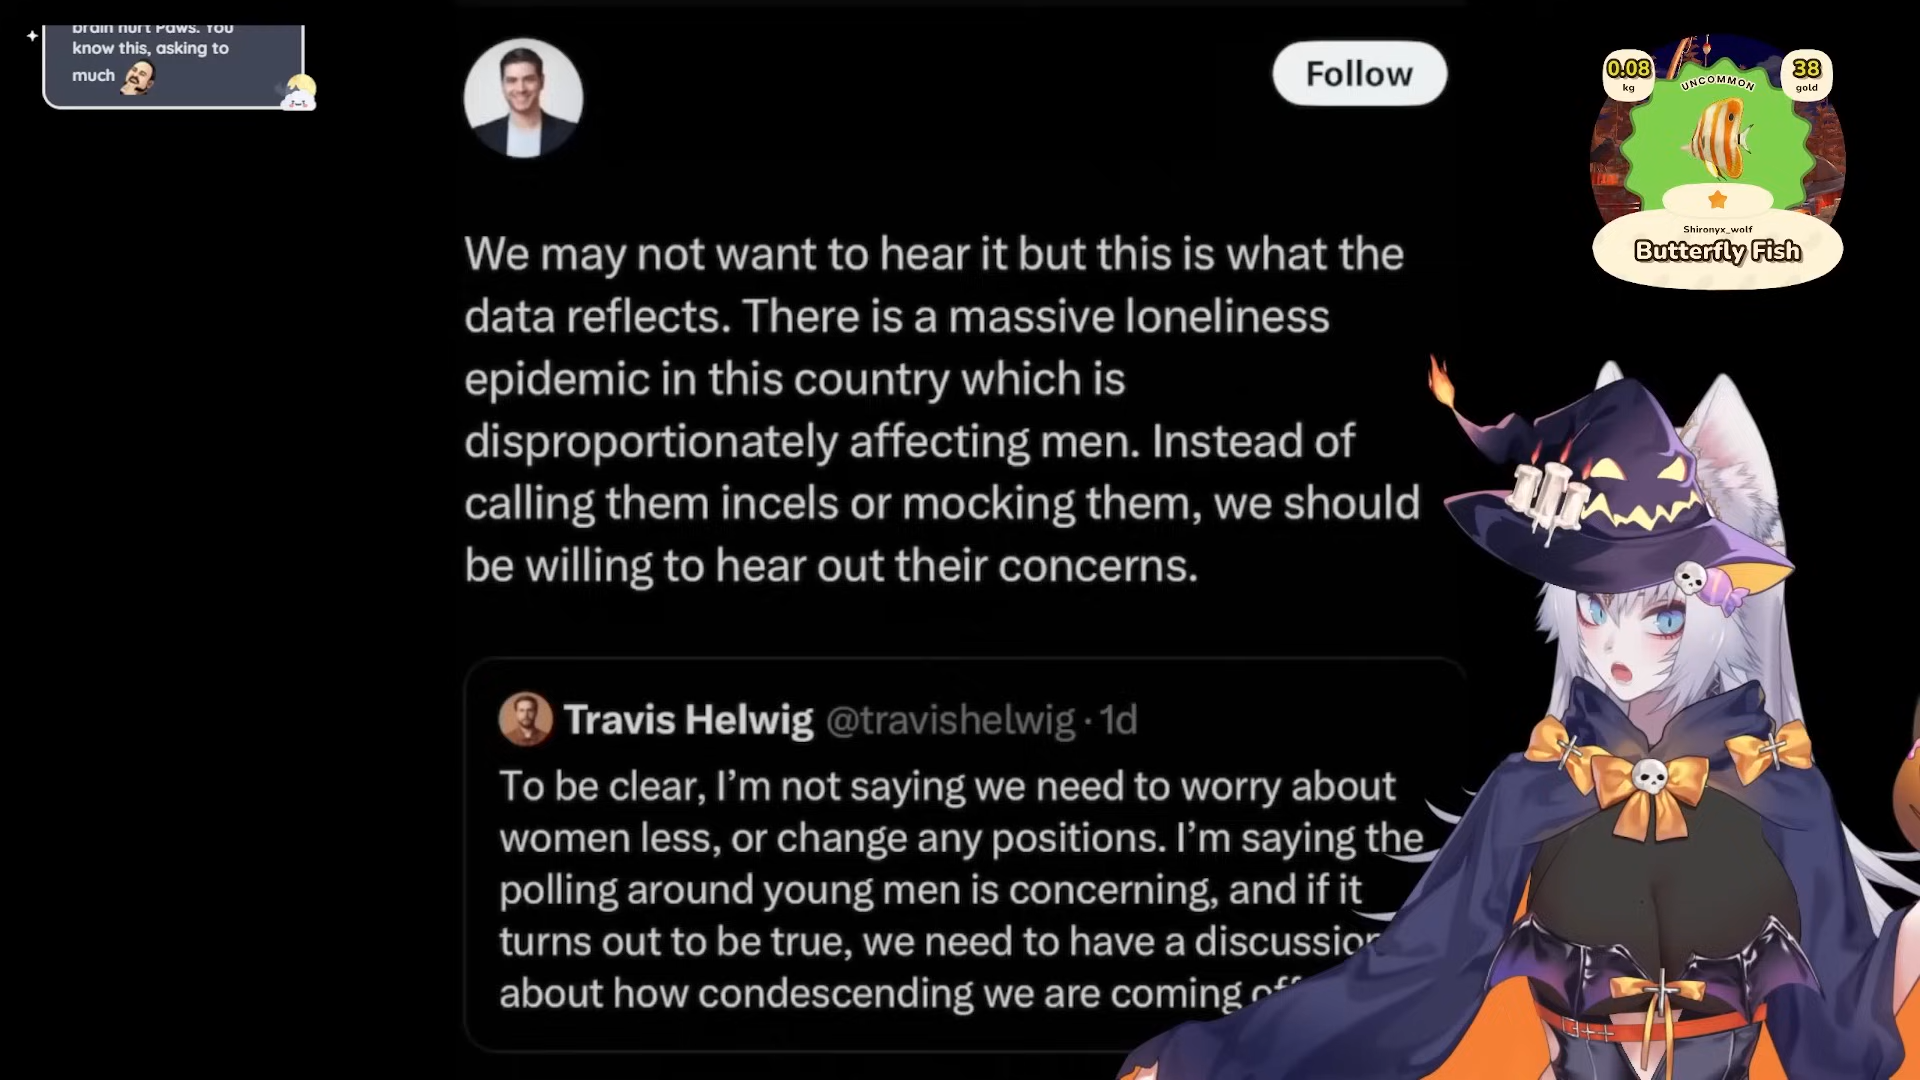 brain hurt Paws. You
know this, asking to
much
Follow
We may not want to hear it but this is what the
data reflects. There is a massive loneliness
epidemic in this country which is
disproportionately affecting men. Instead of
calling them incels or mocking them, we should
be willing to hear out their concerns.
Travis Helwig @travishelwig · 1d
To be clear, I’m not saying we need to worry about
women less, or change any positions. I’m saying the
polling around young men is concerning, and if it
turns out to be true, we need to have a discussion
about how condescending we are coming off
0.08
kg
UNCOMMON
38
gold
Shironyx_wolf
Butterfly Fish